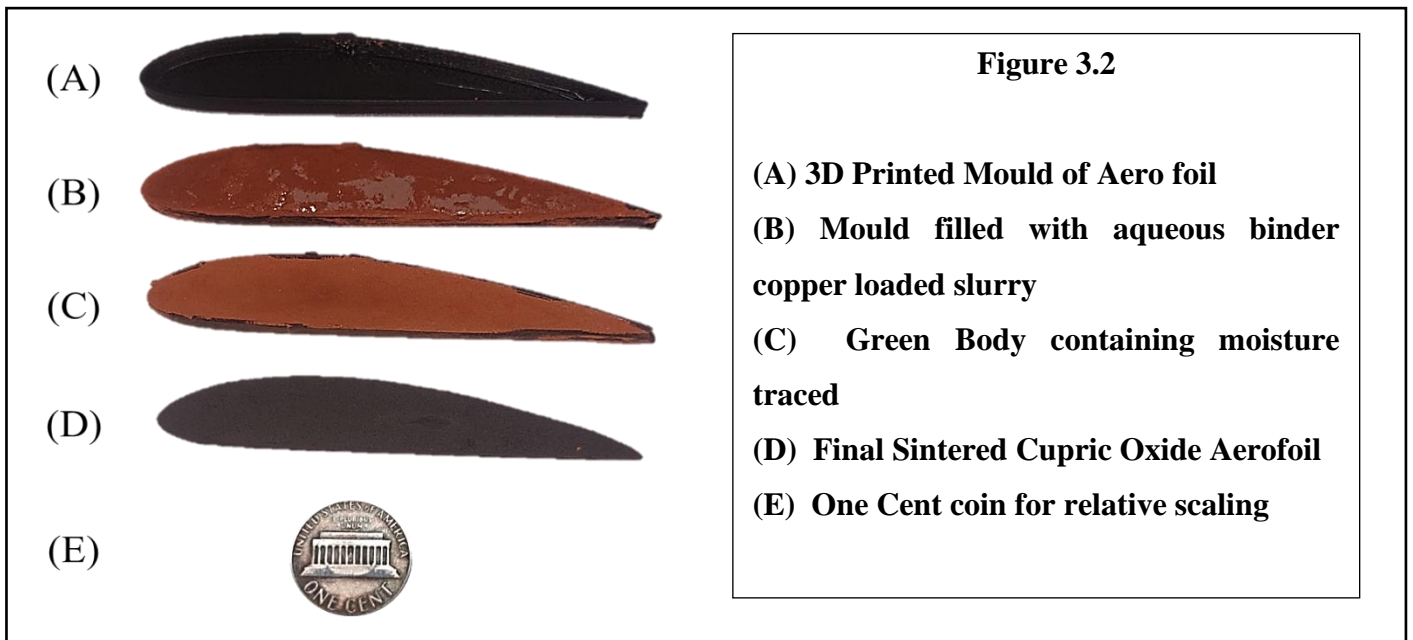 Figure 3.2
(A)
(A) 3D Printed Mould of Aero foil
(B)
(B) Mould filled with aqueous binder
copper loaded slurry
(C)
(C) Green Body containing moisture
traced
(D)
(D) Final Sintered Cupric Oxide Aerofoil
(E)
(E) One Cent coin for relative scaling
UNITED STATES OF AMERICA
E PLURIBUS
UNUM
ONE CENT